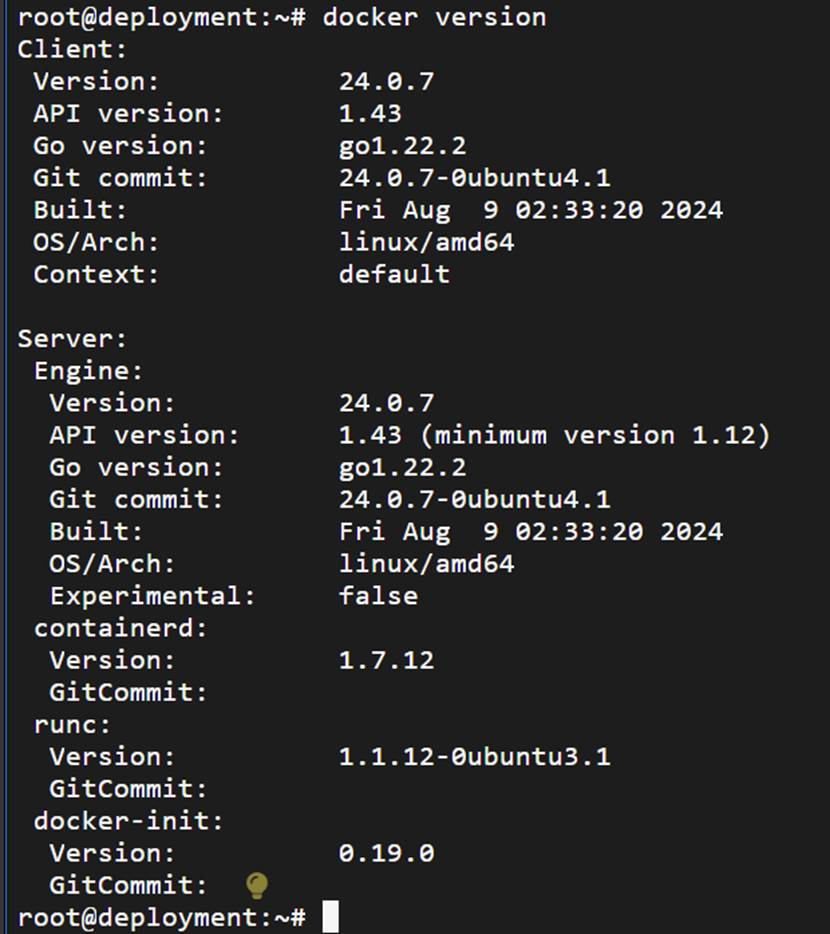 root@deployment:~# docker version
Client:
 Version:           24.0.7
 API version:       1.43
 Go version:        go1.22.2
 Git commit:        24.0.7-0ubuntu4.1
 Built:             Fri Aug  9 02:33:20 2024
 OS/Arch:           linux/amd64
 Context:           default

Server:
 Engine:
  Version:          24.0.7
  API version:      1.43 (minimum version 1.12)
  Go version:       go1.22.2
  Git commit:       24.0.7-0ubuntu4.1
  Built:            Fri Aug  9 02:33:20 2024
  OS/Arch:          linux/amd64
  Experimental:     false
 containerd:
  Version:          1.7.12
  GitCommit:
 runc:
  Version:          1.1.12-0ubuntu3.1
  GitCommit:
 docker-init:
  Version:          0.19.0
  GitCommit:
root@deployment:~#